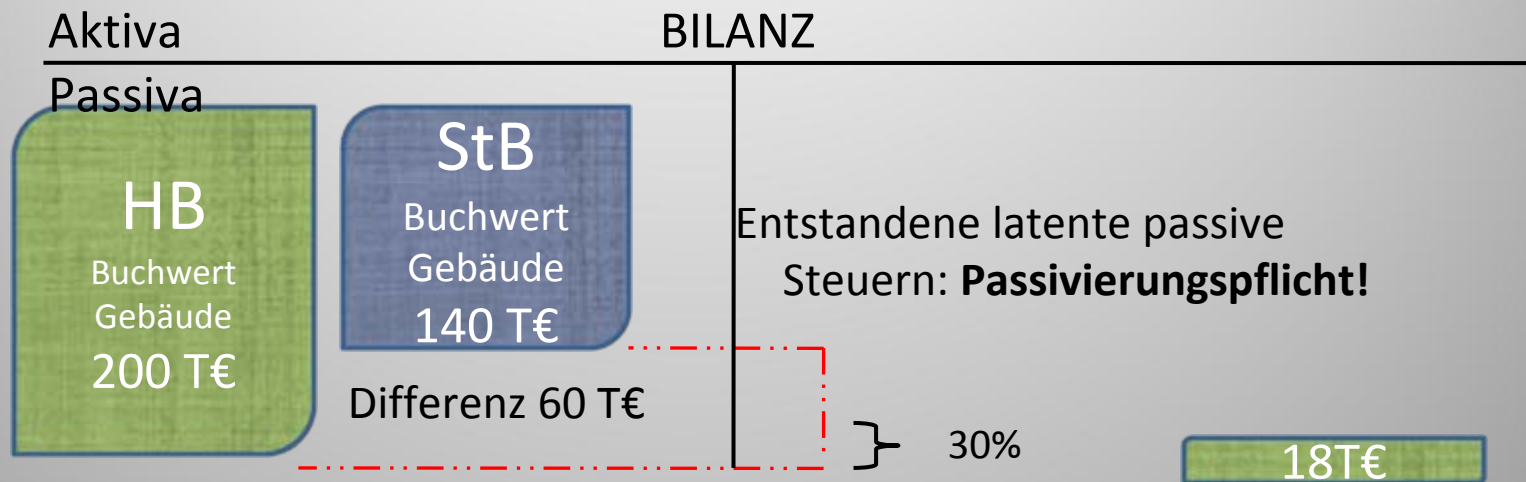 Aktiva BILANZ
Passiva
HB
Buchwert
Gebäude
200 T€
StB
Buchwert
Gebäude
140 T€
Differenz 60 T€
Entstandene latente passive
Steuern: Passivierungspflicht!
30%
18T€